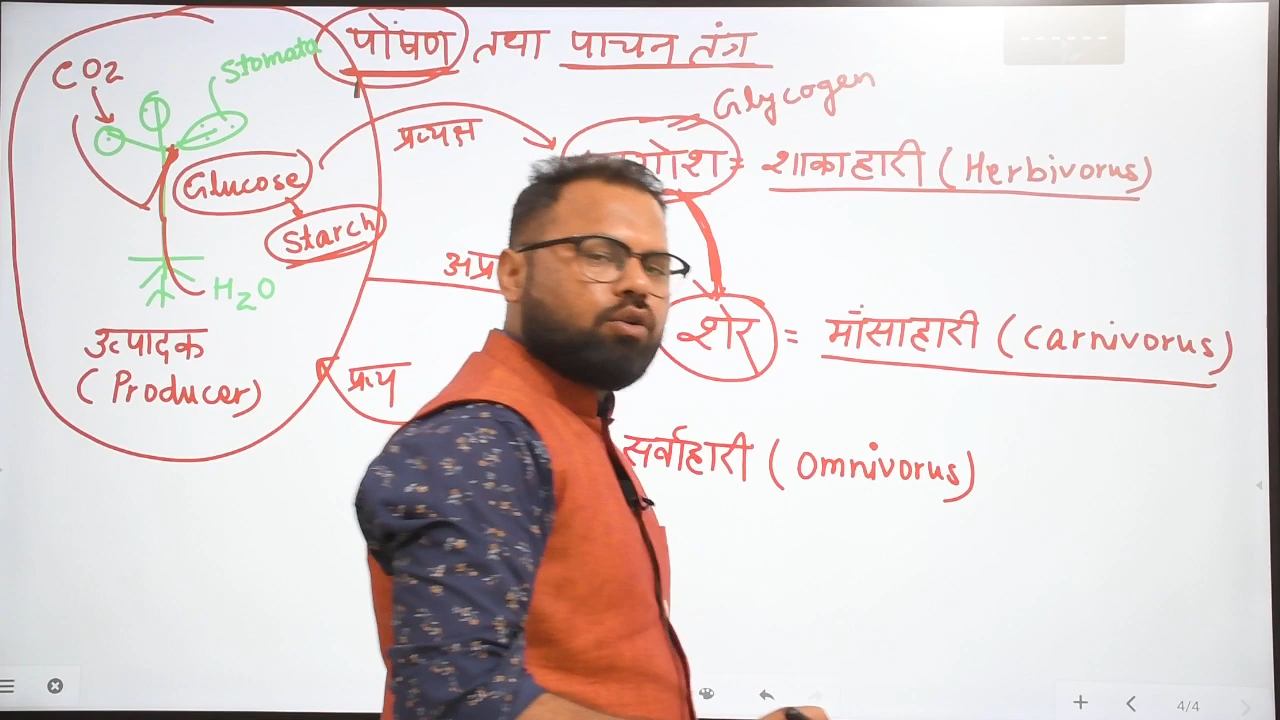 पोषण तथा पाचन तंत्र
CO2
Stomata
Glycogen
प्रत्यक्ष
= शाकाहारी (Herbivorus)
Glucose
Starch
H2O
शेर = मांसाहारी (Carnivorus)
उत्पादक
(Producer)
प्रत्य
सर्वाहारी (Omnivorus)
4/4